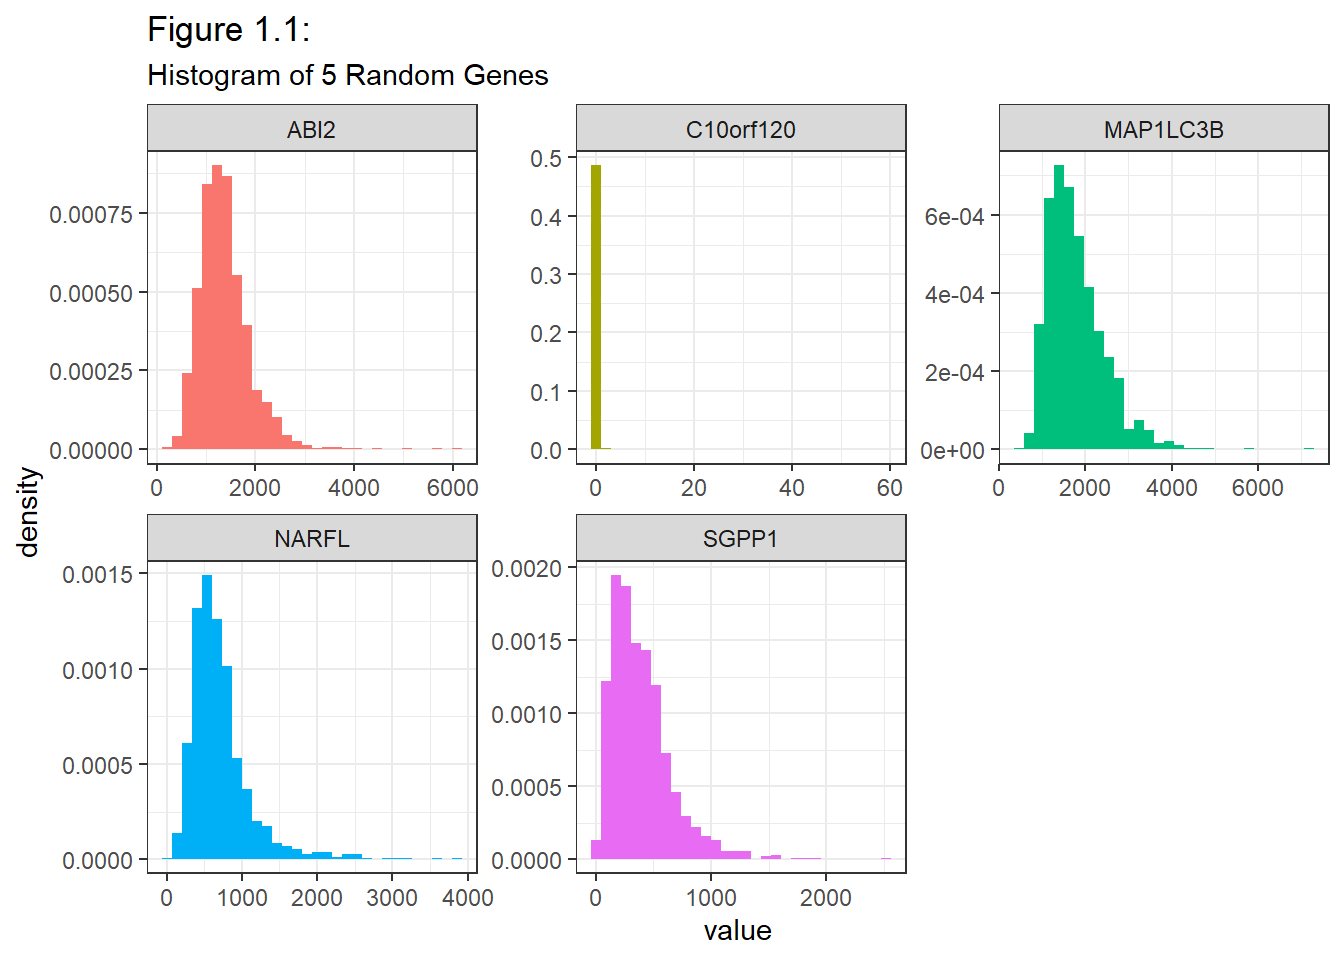 Figure 1.1:
Histogram of 5 Random Genes
ABI2
C10orf120
MAP1LC3B
0.00075
0.00050
0.00025
0.00000
0 2000 4000 6000
0.5
0.4
0.3
0.2
0.1
0.0
0 20 40 60
6e-04
4e-04
2e-04
0e+00
0 2000 4000 6000
density
NARFL
SGPP1
0.0015
0.0010
0.0005
0.0000
0 1000 2000 3000 4000
0.0020
0.0015
0.0010
0.0005
0.0000
0 1000 2000
value